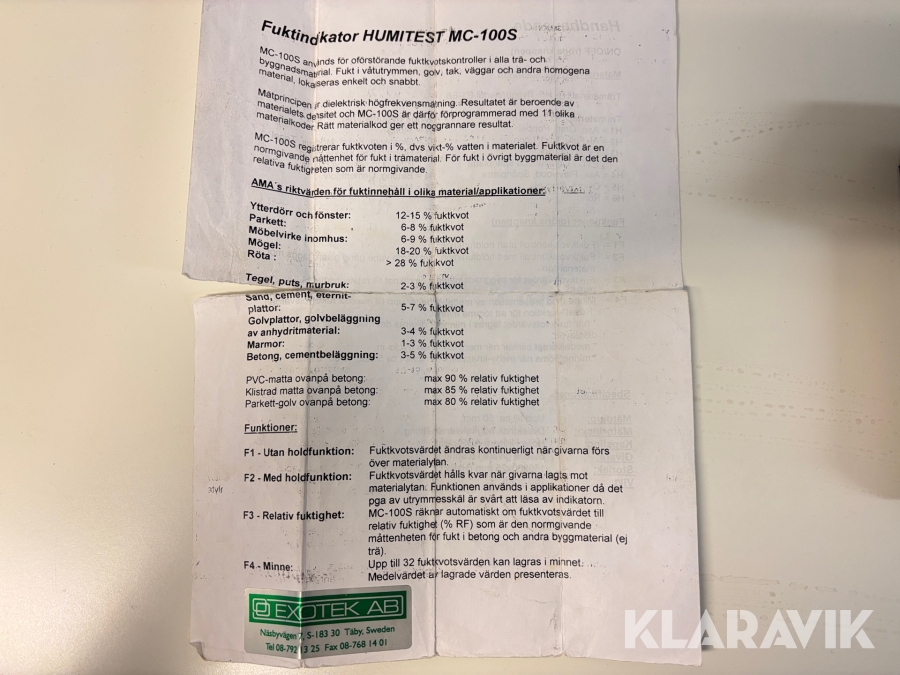 Fuktindikator HUMITEST MC-100S
MC-100S används för oförstörande fuktkvotskontroller i alla trä- och
byggnadsmaterial. Fukt i våtutrymmen, golv, tak, väggar och andra homogena
material, lokaliseras enkelt och snabbt.
Mätprincipen är dielektrisk högfrekvensmätning. Resultatet är beroende av
materialets densitet och MC-100S är därför förprogrammerad med 11 olika
materialkoder Rätt materialkod ger ett noggrannare resultat.
MC-100S registrerar fuktkvoten i %, dvs vikt-% vatten i materialet. Fuktkvot är en
normgivande måttenhet för fukt i trämaterial. För fukt i övrigt byggmaterial är det den
relativa fuktigheten som är normgivande.
AMA's riktvärden för fuktinnehåll i olika material/applikationer:
Ytterdörr och fönster: 12-15 % fuktkvot
Parkett: 6-8 % fuktkvot
Möbelvirke inomhus: 6-9 % fuktkvot
Mögel: 18-20 % fuktkvot
Röta : > 28 % fuktkvot
Tegel, puts, murbruk: 2-3 % fuktkvot
Sand, cement, eternit-
plattor: 5-7 % fuktkvot
Golvplattor, golvbeläggning
av anhydritmaterial: 3-4 % fuktkvot
Marmor: 1-3 % fuktkvot
Betong, cementbeläggning: 3-5 % fuktkvot
PVC-matta ovanpå betong: max 90 % relativ fuktighet
Klistrad matta ovanpå betong: max 85 % relativ fuktighet
Parkett-golv ovanpå betong: max 80 % relativ fuktighet
Funktioner:
F1 - Utan holdfunktion: Fuktkvotsvärdet ändras kontinuerligt när givarna förs
över materialytan.
F2 - Med holdfunktion: Fuktkvotsvärdet hålls kvar när givarna lagts mot
materialytan. Funktionen används i applikationer då det
pga av utrymmesskäl är svårt att läsa av indikatorn.
F3 - Relativ fuktighet: MC-100S räknar automatiskt om fuktkvotsvärdet till
relativ fuktighet (% RF) som är den normgivande
måttenheten för fukt i betong och andra byggmaterial (ej
trä).
F4 - Minne: Upp till 32 fuktkvotsvärden kan lagras i minnet.
Medelvärdet av lagrade värden presenteras.
EXOTEK AB
Näsbyvägen 7, S-183 30 Täby, Sweden
Tel 08-792 13 25 Fax 08-768 14 01
KLARAVIK